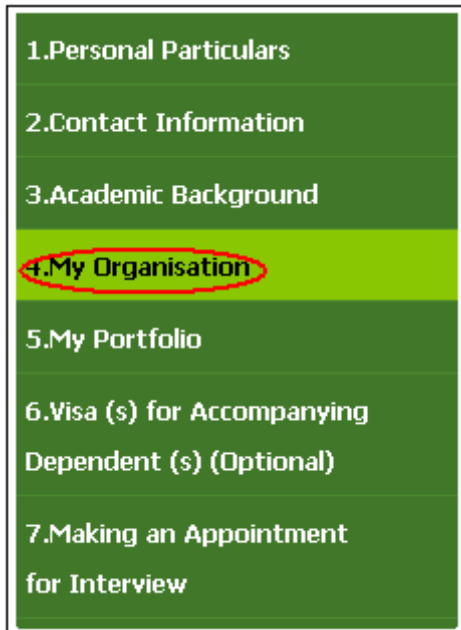 1.Personal Particulars
2.Contact Information
3.Academic Background
4.My Organisation
5.My Portfolio
6.Visa (s) for Accompanying
Dependent (s) (Optional)
7.Making an Appointment
for Interview